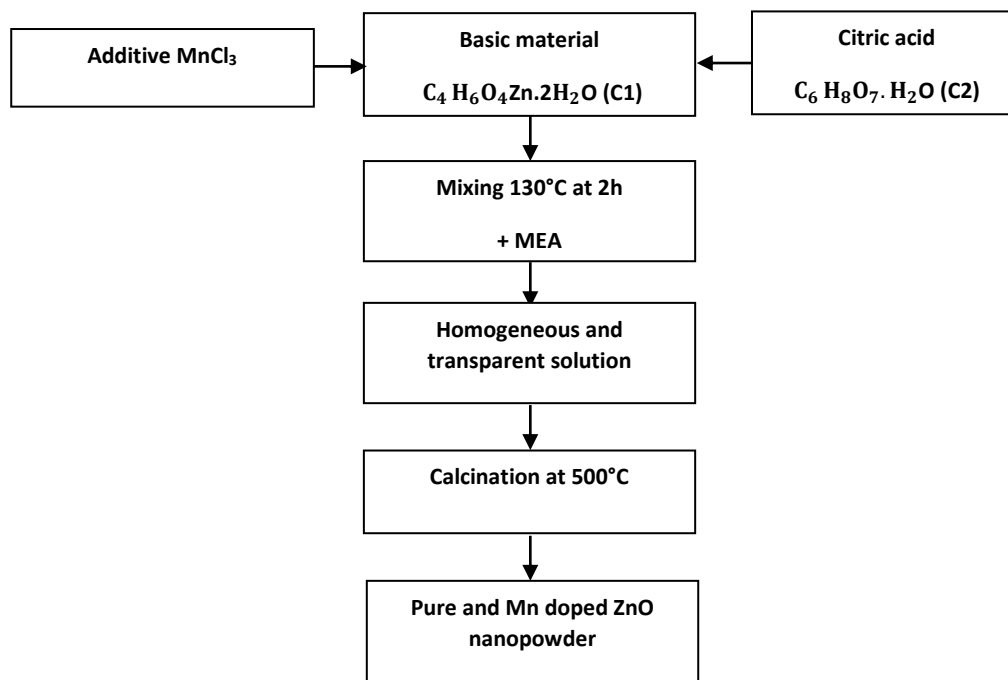 Additive MnCl₃
Basic material
C₄ H₆O₄Zn.2H₂O (C1)
Citric acid
C₆ H₈O₇. H₂O (C2)
Mixing 130°C at 2h
+ MEA
Homogeneous and
transparent solution
Calcination at 500°C
Pure and Mn doped ZnO
nanopowder